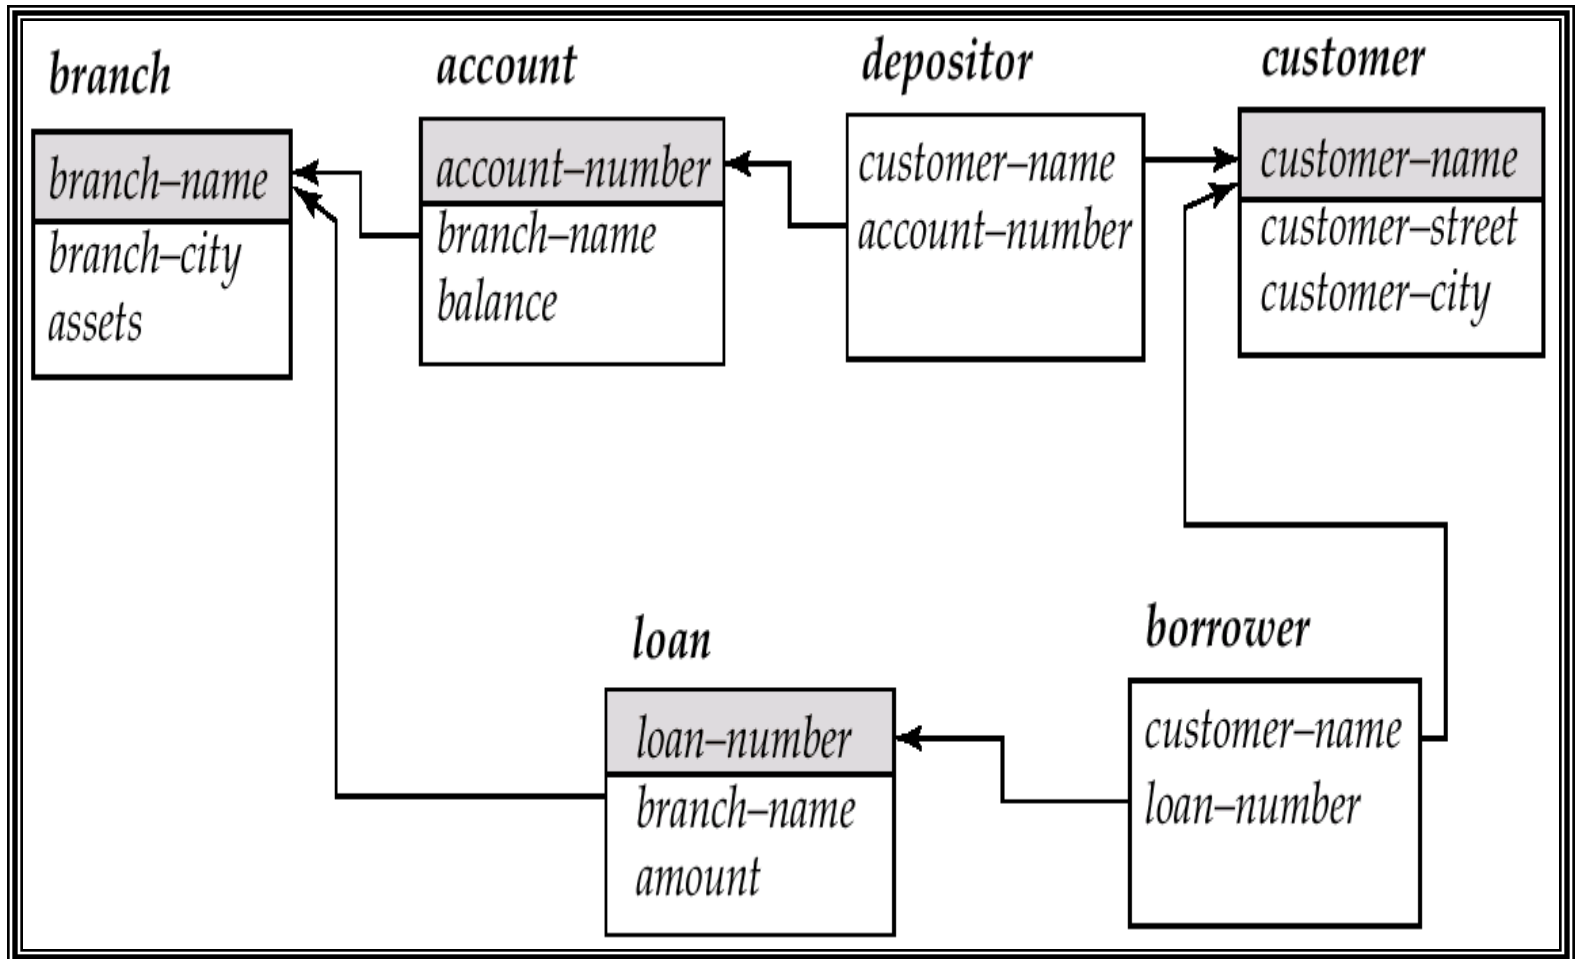 branch
branch–name
branch–city
assets
account
account–number
branch–name
balance
depositor
customer–name
account–number
customer
customer–name
customer–street
customer–city
loan
loan–number
branch–name
amount
borrower
customer–name
loan–number